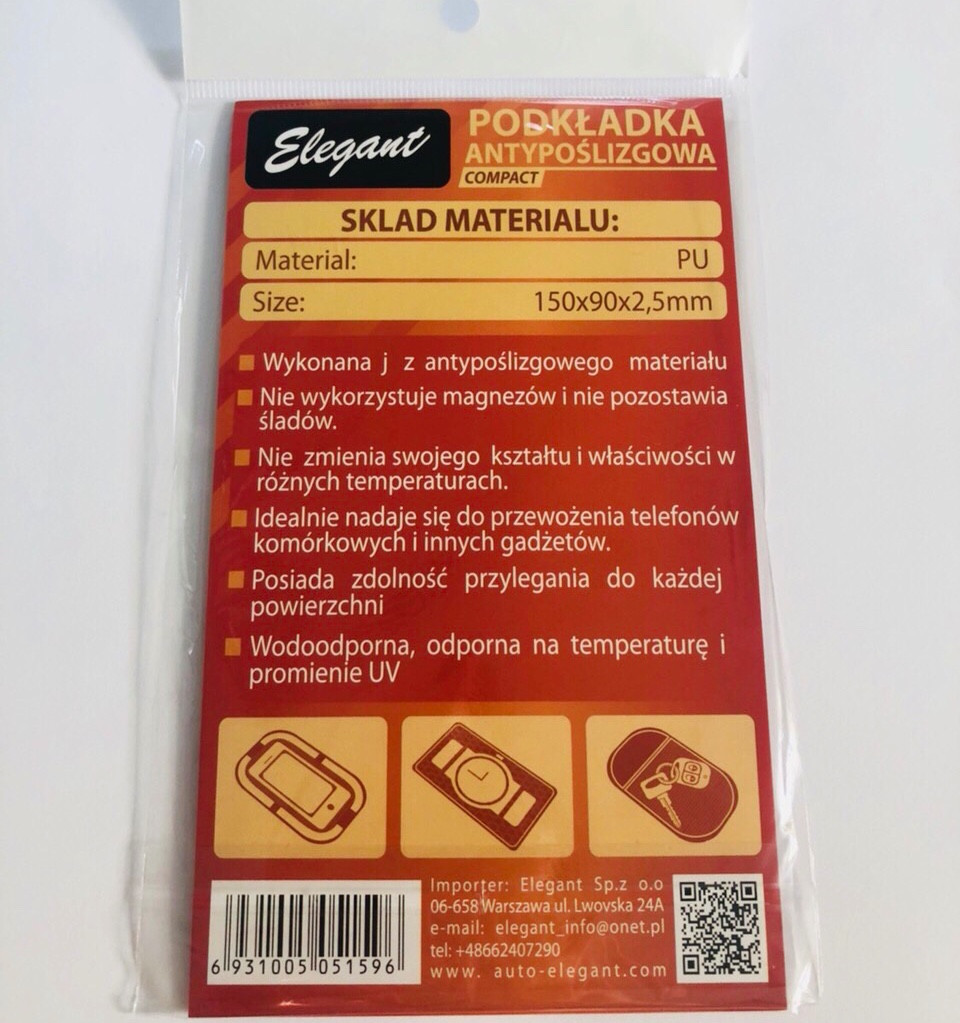 Elegant
PODKŁADKA
ANTYPOŚLIZGOWA
COMPACT
SKLAD MATERIALU:
Material: PU
Size: 150x90x2,5mm
Wykonana j z antypoślizgowego materiału
Nie wykorzystuje magnezów i nie pozostawia
śladów.
Nie zmienia swojego kształtu i właściwości w
różnych temperaturach.
Idealnie nadaje się do przewożenia telefonów
komórkowych i innych gadżetów.
Posiada zdolność przylegania do każdej
powierzchni
Wodoodporna, odporna na temperaturę i
promienie UV
Importer: Elegant Sp.z o.o
06-658 Warszawa ul. Lwovska 24A
e-mail: elegant_info@onet.pl
tel: +48662407290
www. auto-elegant.com
6 931005 051596